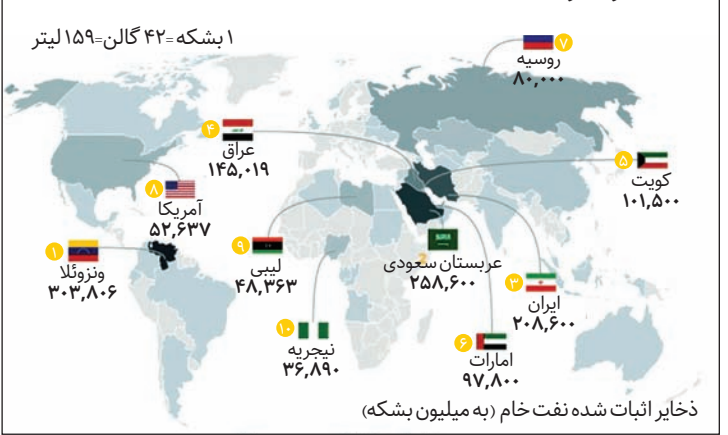 ۱ بشکه=۴۲ گالن=۱۵۹ لیتر
۷
روسیه
۸۰,۰۰۰
۴
عراق
۱۴۵,۰۱۹
۵
کویت
۱۰۱,۵۰۰
۸
آمریکا
۵۲,۶۳۷
۱
ونزوئلا
۳۰۳,۸۰۶
۹
لیبی
۴۸,۳۶۳
2
عربستان سعودی
۲۵۸,۶۰۰
۳
ایران
۲۰۸,۶۰۰
۱۰
نیجریه
۳۶,۸۹۰
۶
امارات
۹۷,۸۰۰
ذخایر اثبات شده نفت خام (به میلیون بشکه)